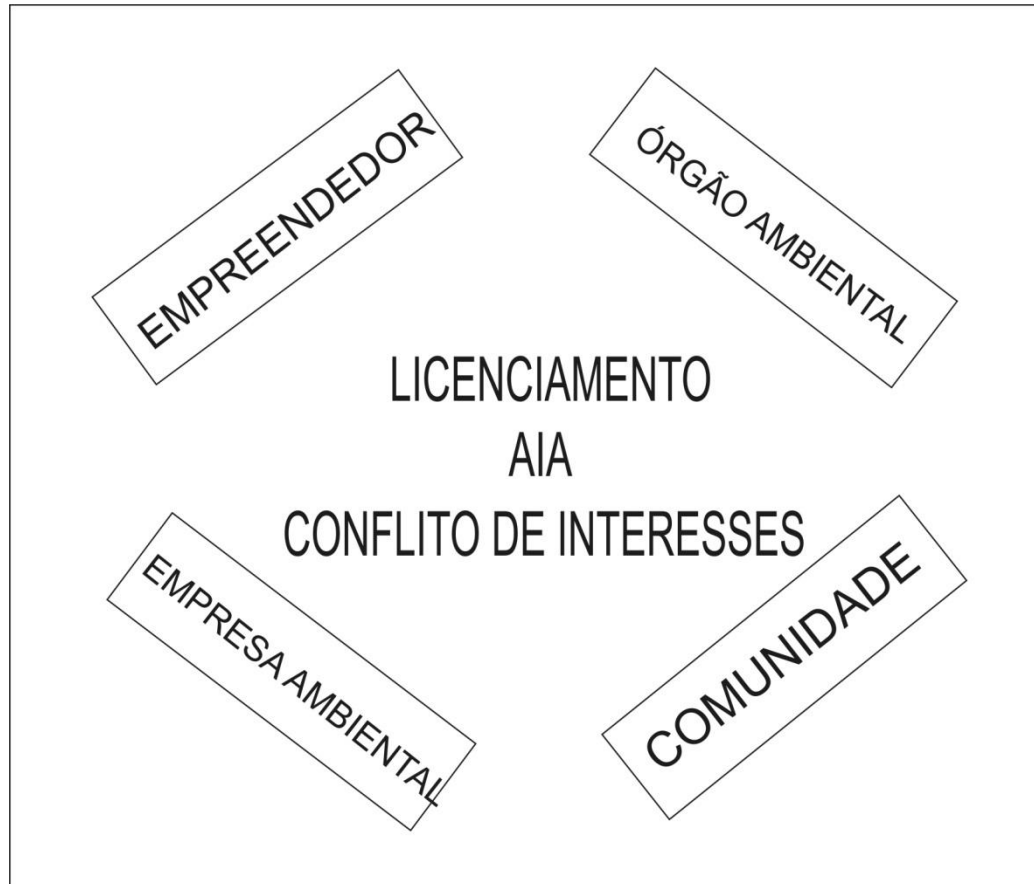 EMPREENDEDOR
ÓRGÃO AMBIENTAL
LICENCIAMENTO
AIA
CONFLITO DE INTERESSES
EMPRESA AMBIENTAL
COMUNIDADE